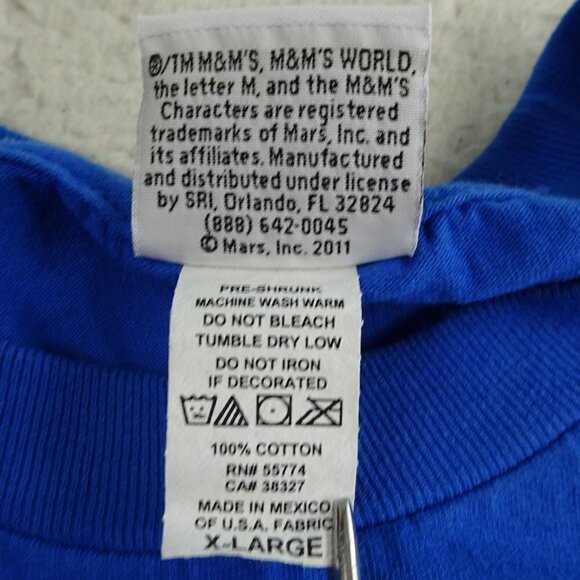 ®/TM M&M'S, M&M'S WORLD,
the letter M, and the M&M'S
Characters are registered
trademarks of Mars, Inc. and
its affiliates. Manufactured
and distributed under license
by SRI, Orlando, FL 32824
(888) 642-0045
© Mars, Inc. 2011
PRE-SHRUNK
MACHINE WASH WARM
DO NOT BLEACH
TUMBLE DRY LOW
DO NOT IRON
IF DECORATED
100% COTTON
RN# 55774
CA# 38327
MADE IN MEXICO
OF U.S.A. FABRIC
X-LARGE